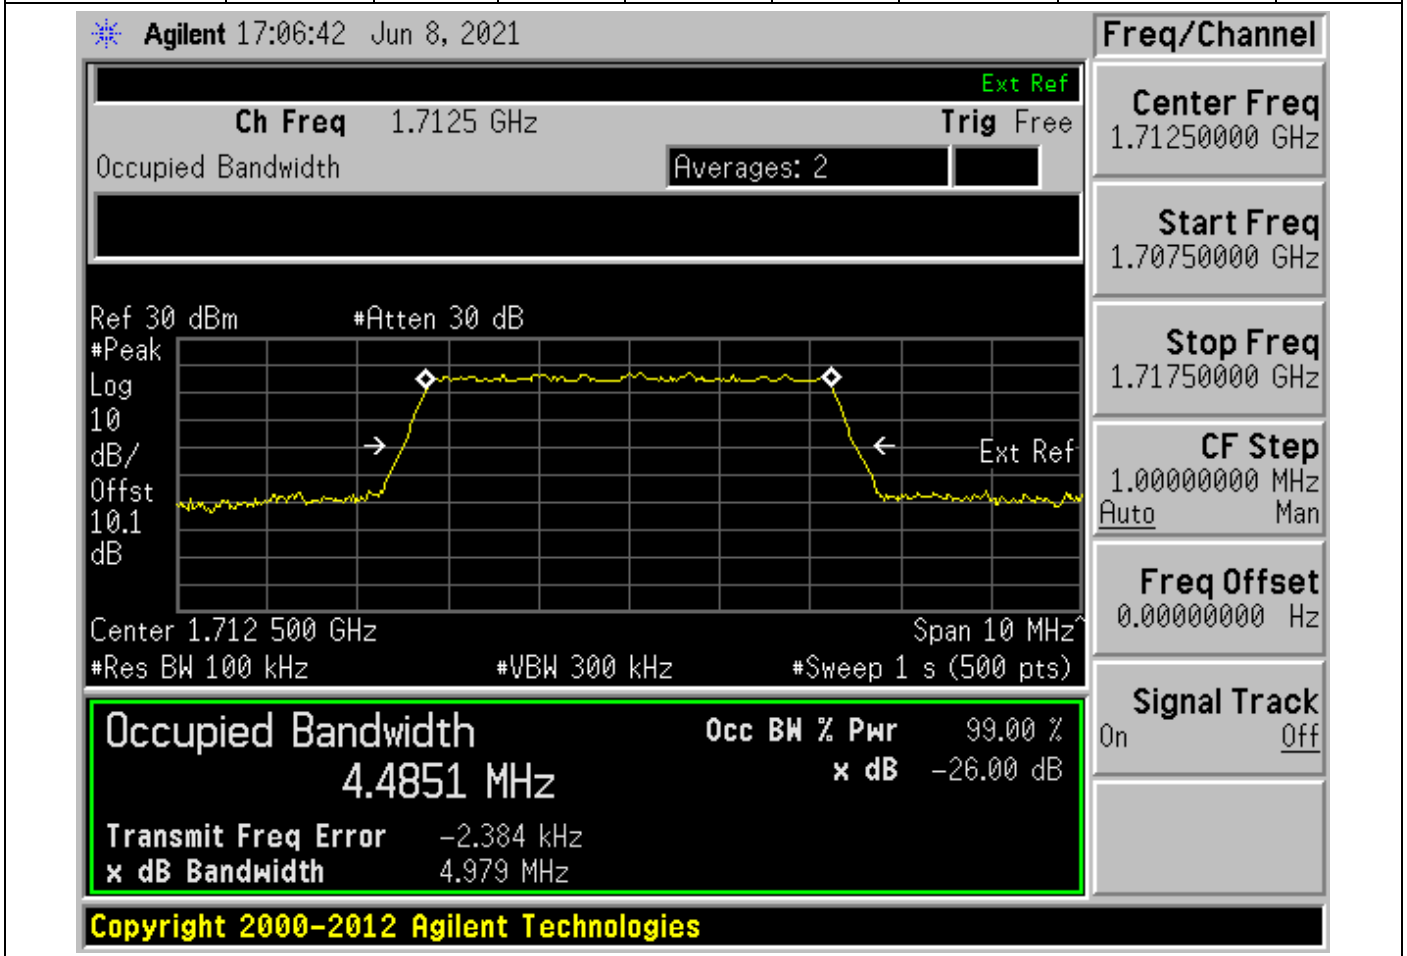 Agilent 17:06:42 Jun 8, 2021
Freq/Channel
Ext Ref
Ch Freq 1.7125 GHz Trig Free
Occupied Bandwidth Averages: 2
Ref 30 dBm #Atten 30 dB
#Peak
Log
10
dB/
Offst
10.1
dB
Ext Ref
Center 1.712 500 GHz Span 10 MHz^
#Res BW 100 kHz #VBW 300 kHz #Sweep 1 s (500 pts)
Occupied Bandwidth Occ BW % Pwr 99.00 %
4.4851 MHz x dB -26.00 dB
Transmit Freq Error -2.384 kHz
x dB Bandwidth 4.979 MHz
Copyright 2000-2012 Agilent Technologies
Center Freq
1.71250000 GHz
Start Freq
1.70750000 GHz
Stop Freq
1.71750000 GHz
CF Step
1.00000000 MHz
Auto Man
Freq Offset
0.00000000 Hz
Signal Track
On Off